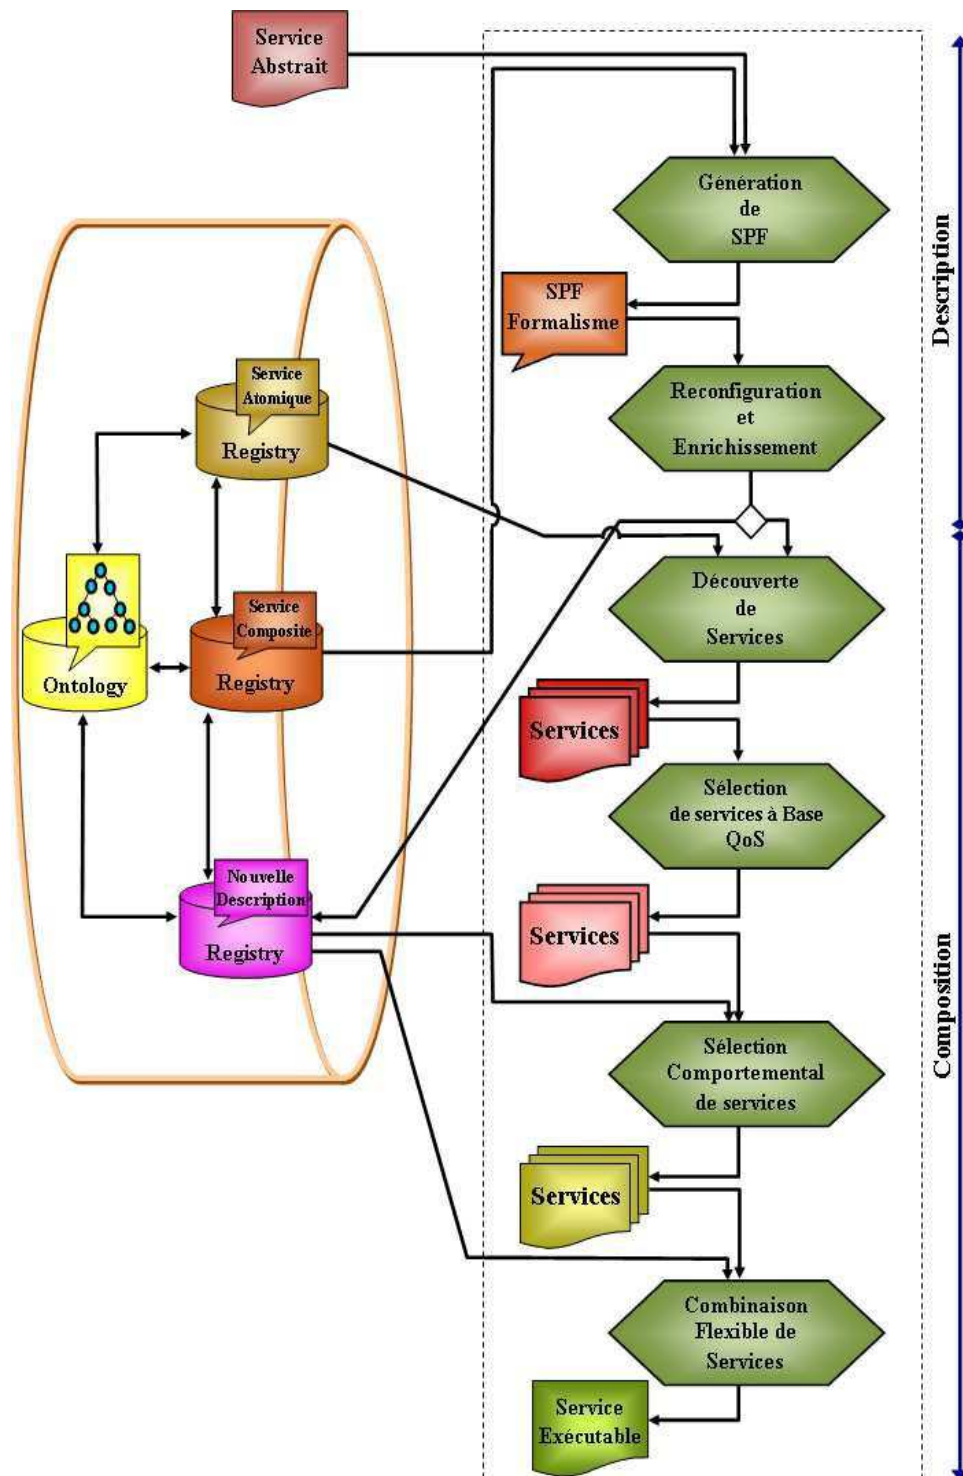 Service
Abstrait
Génération
de
SPF
SPF
Formalisme
Description
Service
Atomique
Registry
Reconfiguration
et
Enrichissement
Découverte
de
Services
Service
Composite
Registry
Ontology
Services
Sélection
de services à Base
QoS
Nouvelle
Description
Registry
Services
Composition
Sélection
Comportemental
de services
Services
Combinaison
Flexible de
Services
Service
Exécutable